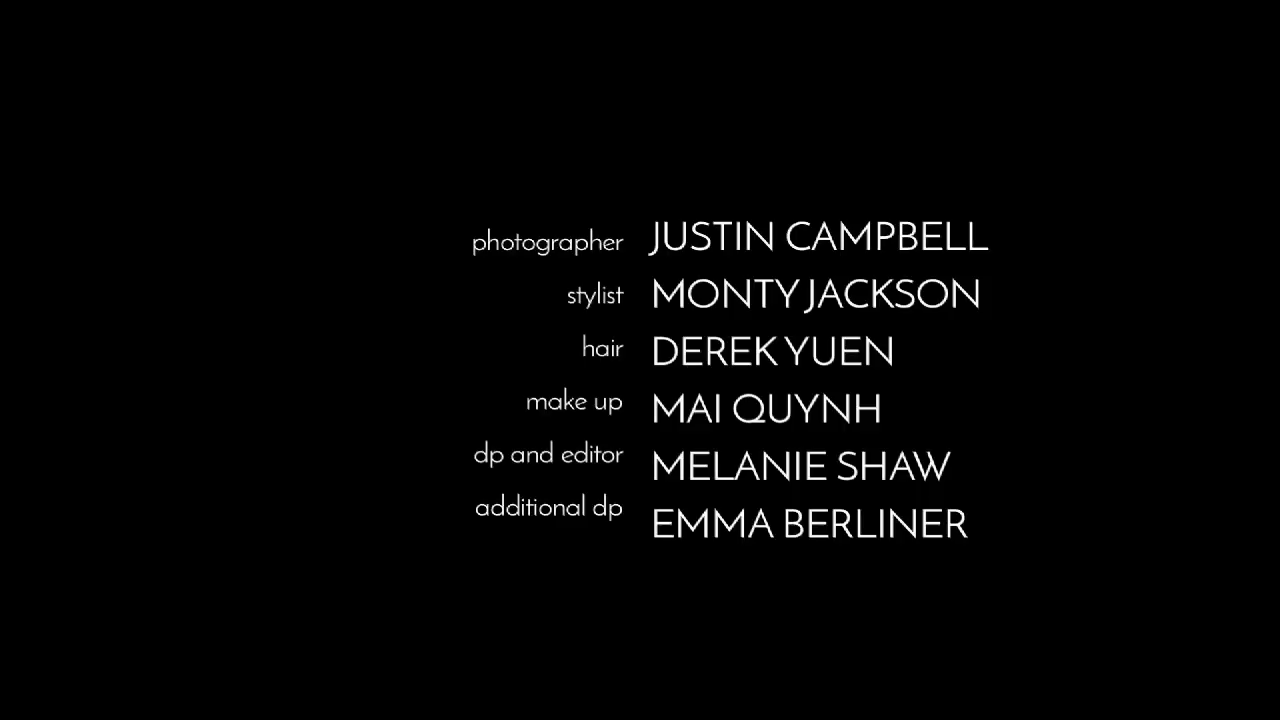 photographer JUSTIN CAMPBELL
stylist MONTY JACKSON
hair DEREK YUEN
make up MAI QUYNH
dp and editor MELANIE SHAW
additional dp EMMA BERLINER